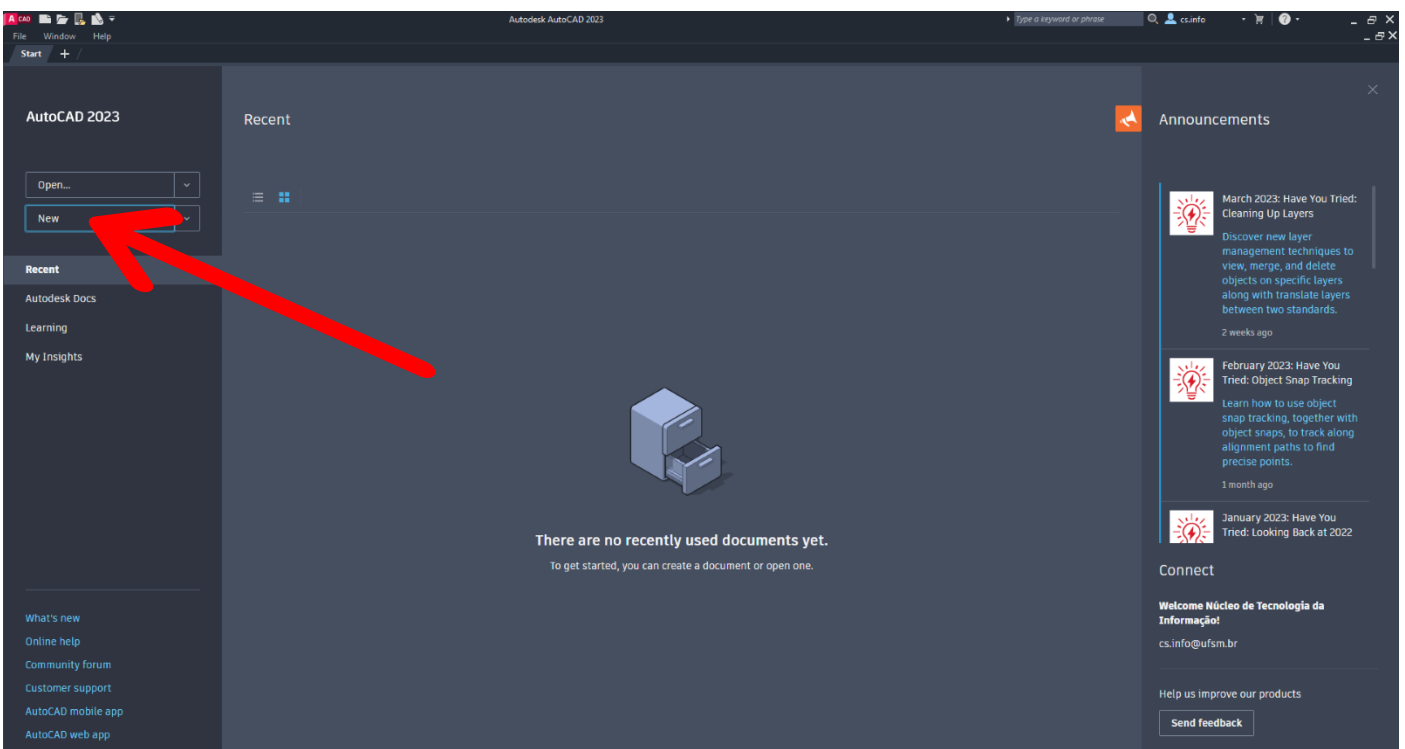 A CAD
Autodesk AutoCAD 2023
Type a keyword or phrase
cs.info
File Window Help
Start
AutoCAD 2023
Open...
New
Recent
Autodesk Docs
Learning
My Insights
What's new
Online help
Community forum
Customer support
AutoCAD mobile app
AutoCAD web app
Recent
There are no recently used documents yet.
To get started, you can create a document or open one.
Announcements
March 2023: Have You Tried:
Cleaning Up Layers
Discover new layer
management techniques to
view, merge, and delete
objects on specific layers
along with translate layers
between two standards.
2 weeks ago
February 2023: Have You
Tried: Object Snap Tracking
Learn how to use object
snap tracking, together with
object snaps, to track along
alignment paths to find
precise points.
1 month ago
January 2023: Have You
Tried: Looking Back at 2022
Connect
Welcome Núcleo de Tecnologia da
Informação!
cs.info@ufsm.br
Help us improve our products
Send feedback